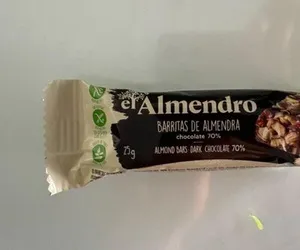 el Almendro
BARRITAS DE ALMENDRA
chocolate 70%
25g
ALMOND BARS DARK CHOCOLATE 70%